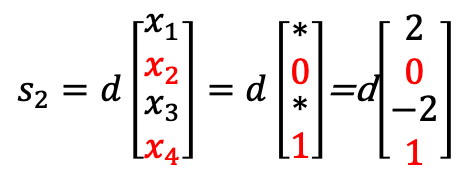 s₂ = d [x₁ x₂ x₃ x₄] = d [* 0 * 1] = d [2 0 −2 1]